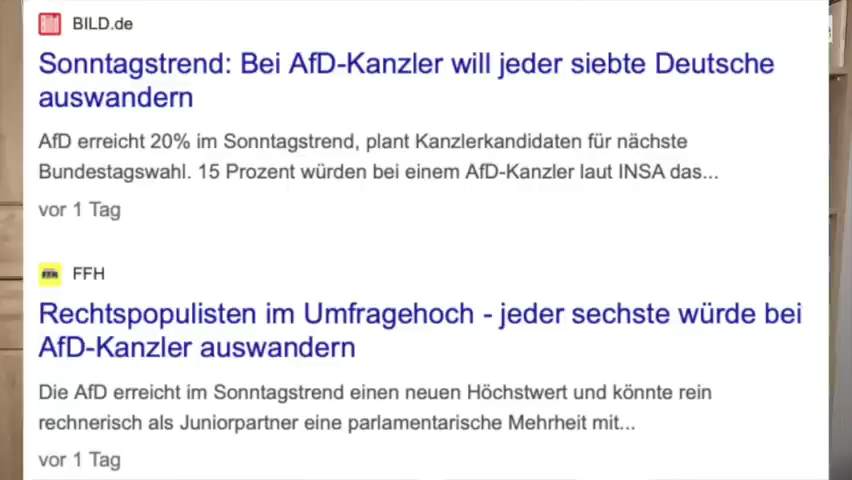 BILD.de
Sonntagstrend: Bei AfD-Kanzler will jeder siebte Deutsche
auswandern
AfD erreicht 20% im Sonntagstrend, plant Kanzlerkandidaten für nächste
Bundestagswahl. 15 Prozent würden bei einem AfD-Kanzler laut INSA das...
vor 1 Tag
FFH
Rechtspopulisten im Umfragehoch - jeder sechste würde bei
AfD-Kanzler auswandern
Die AfD erreicht im Sonntagstrend einen neuen Höchstwert und könnte rein
rechnerisch als Juniorpartner eine parlamentarische Mehrheit mit...
vor 1 Tag